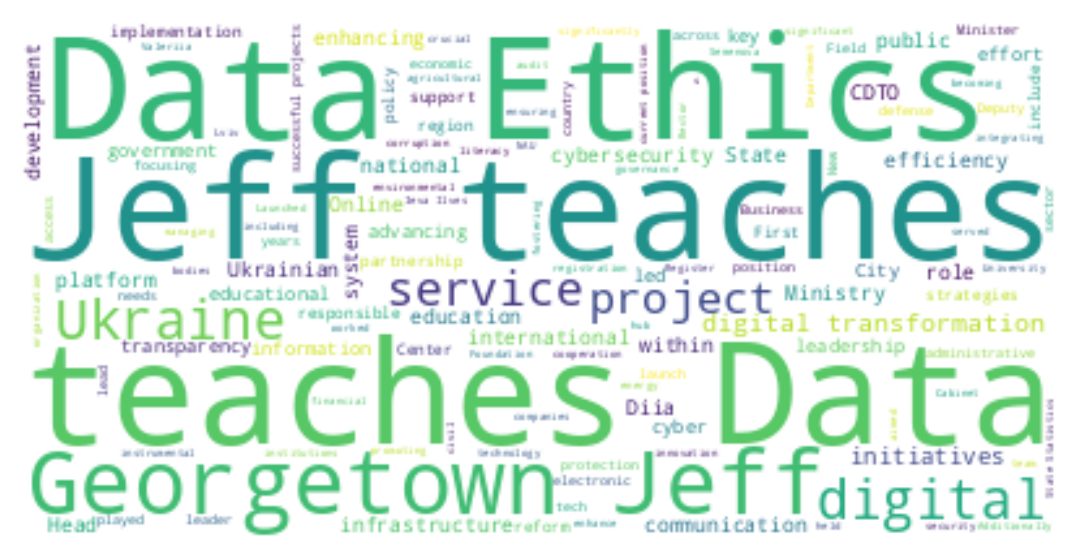 implementation
Valeriia
successful projects
enhancing
crucial
significantly
across
key
significant
Field
public
Minister
effort
development
Data Ethics
economic
agricultural
support
policy
region
audit
ensuring
country
current position
Department
CDTO
defense
becoming
Deputy
include
integrating
Lviv
corruption
literacy
NAU
government
focusing
national
cybersecurity
governance
State
efficiency
Jeff teaches
environmental
access
Launched
including
Online
managing
years
advancing
fostering
Business
First
served
sector
platform
needs
bodies
Ukrainian
system
partnership
registration
led
Register
position
City
role
University
educational
service
project
Ministry
strategies
organization
Ukraine
responsible
worked
education
hub
digital transformation
transparency
information
Center
international
Foundation
cooperation
within
leadership
administrative
lead
teaches Data
launch
energy
financial
companies
Diia
cyber
Cabinet
aimed
civil
instrumental
institutions
promoting
technology
innovation
initiatives
team
State Statistics
Georgetown Jeff
protection
electronic
digital
tech
Head
played
leader
infrastructure
reform
enhance
communication
held
security
Additionally